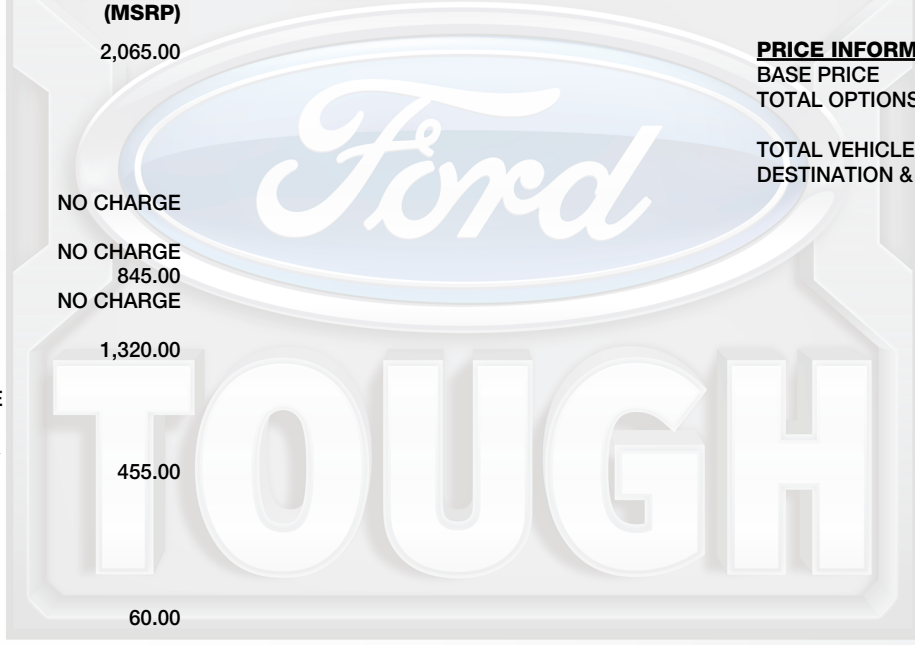 (MSRP)
2,065.00
NO CHARGE
NO CHARGE
845.00
NO CHARGE
1,320.00
455.00
60.00
PRICE INFORM
BASE PRICE
TOTAL OPTIONS
TOTAL VEHICLE
DESTINATION &
Ford
TOUGH